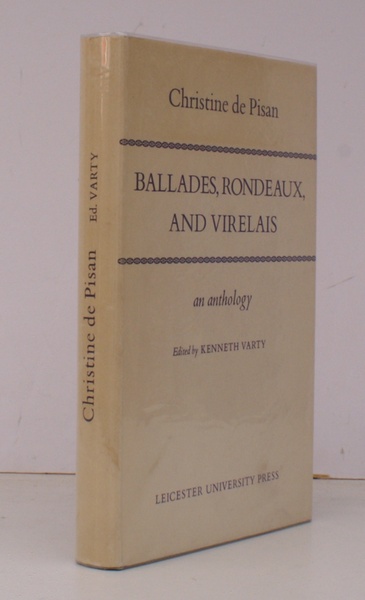 Christine de Pisan
BALLADES, RONDEAUX,
AND VIRELAIS
an anthology
Edited by KENNETH VARTY
LEICESTER UNIVERSITY PRESS
Christine de Pisan Ed. VARTY